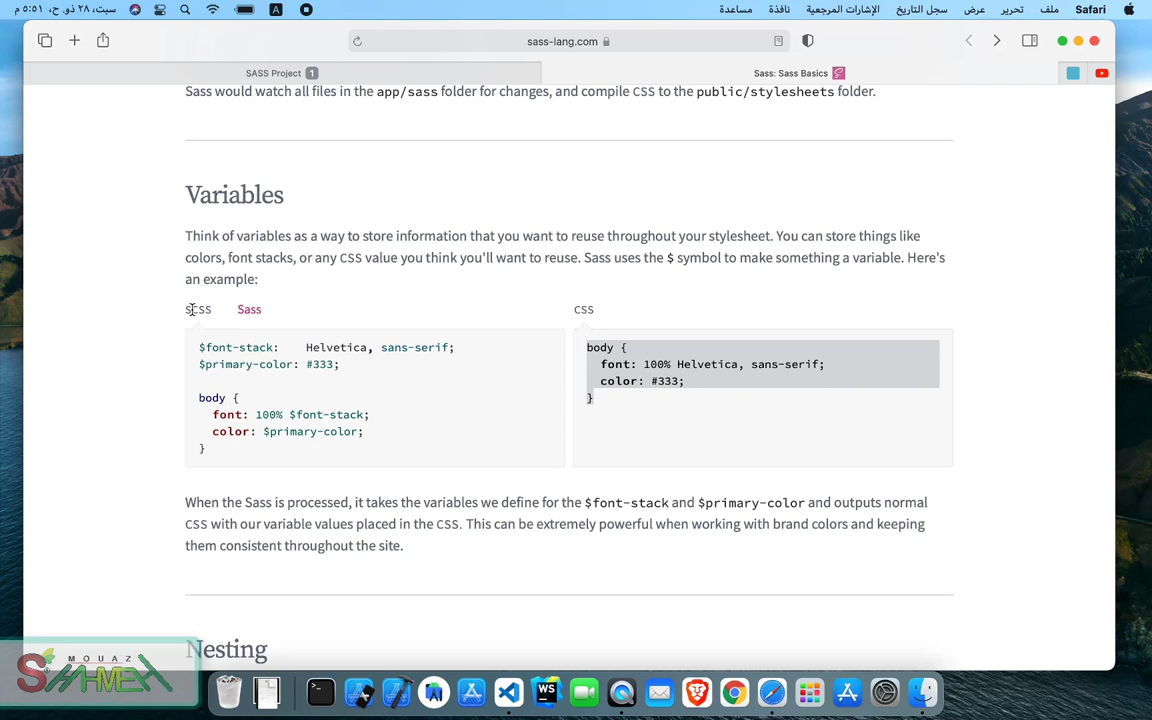 سبت، ٢٨ ذو. ح، ٥:٥١ م
A
مساعدة
نافذة
الإشارات المرجعية
سجل التاريخ
عرض
تحرير
ملف
Safari
sass-lang.com
SASS Project 1
Sass: Sass Basics
Sass would watch all files in the app/sass folder for changes, and compile CSS to the public/stylesheets folder.
Variables
Think of variables as a way to store information that you want to reuse throughout your stylesheet. You can store things like
colors, font stacks, or any CSS value you think you'll want to reuse. Sass uses the $ symbol to make something a variable. Here's
an example:
SCSS Sass
$font-stack: Helvetica, sans-serif;
$primary-color: #333;
body {
font: 100% $font-stack;
color: $primary-color;
}
CSS
body {
font: 100% Helvetica, sans-serif;
color: #333;
}
When the Sass is processed, it takes the variables we define for the $font-stack and $primary-color and outputs normal
CSS with our variable values placed in the CSS. This can be extremely powerful when working with brand colors and keeping
them consistent throughout the site.
Nesting
MOUAZ
WS